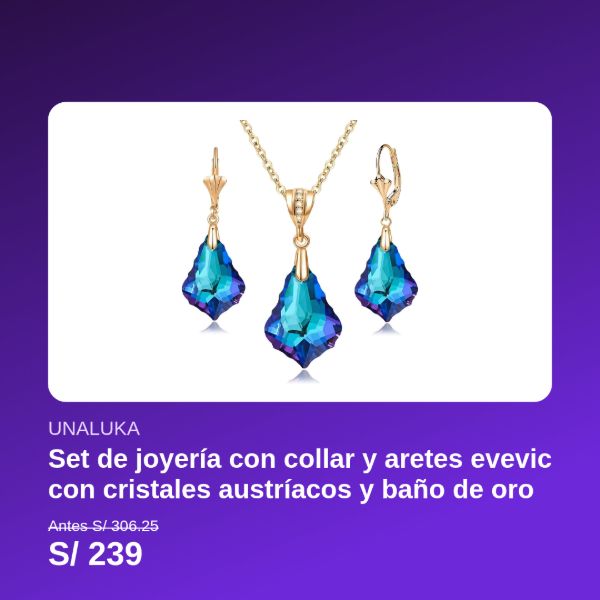 UNALUKA
Set de joyería con collar y aretes evevic
con cristales austríacos y baño de oro
Antes S/ 306.25
S/ 239